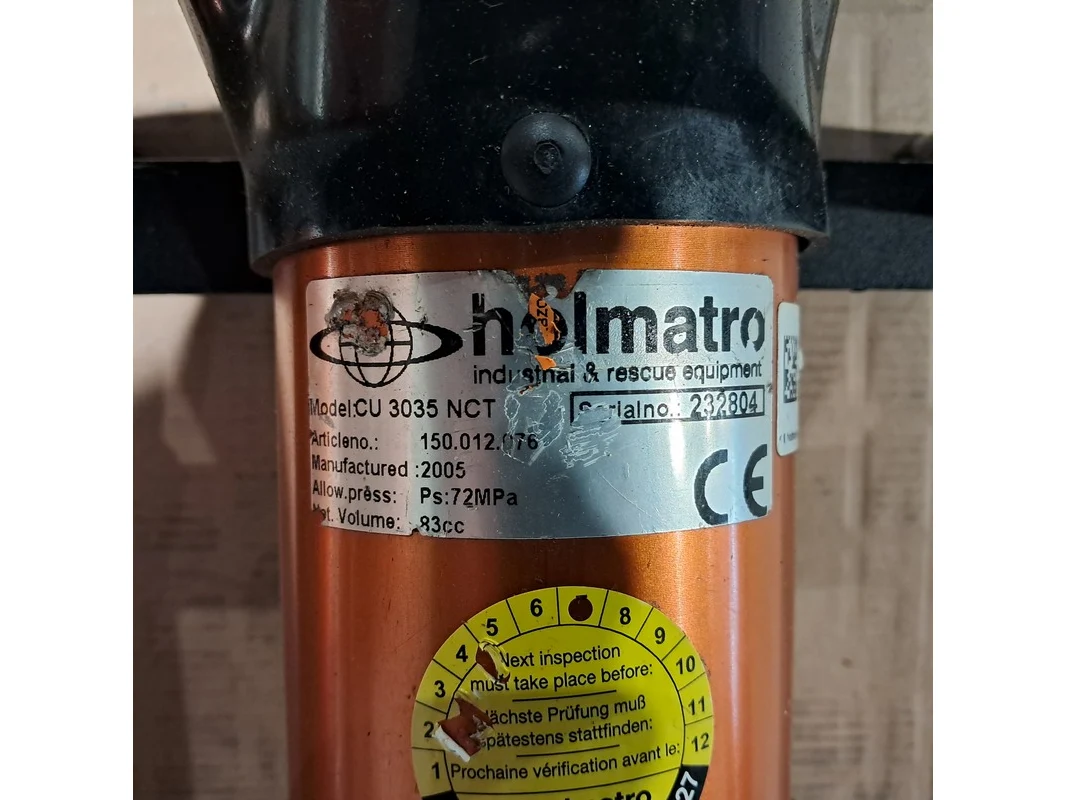 holmatro
industrial & rescue equipment
Model:CU 3035 NCT
Serialno.: 232804
Articleno.: 150.012.076
Manufactured :2005
Allow.press: Ps:72MPa
Volume: 83cc
1 2 3 4 5 6 8 9 10 11 12
Next inspection
must take place before:
Nächste Prüfung muß
spätestens stattfinden:
Prochaine vérification avant le:
27